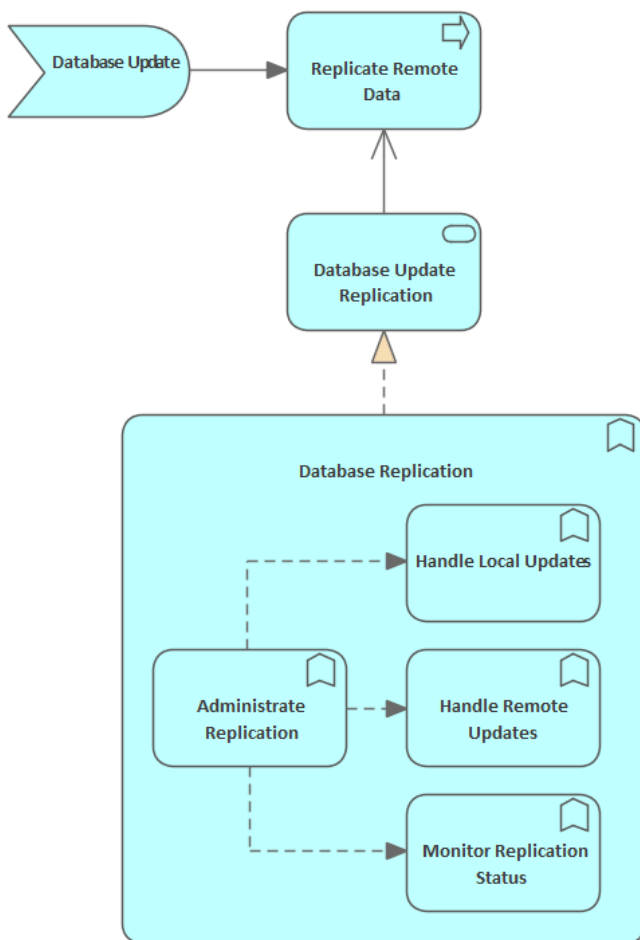 Database Update
Replicate Remote
Data
Database Update
Replication
Database Replication
Handle Local Updates
Administrate
Replication
Handle Remote
Updates
Monitor Replication
Status